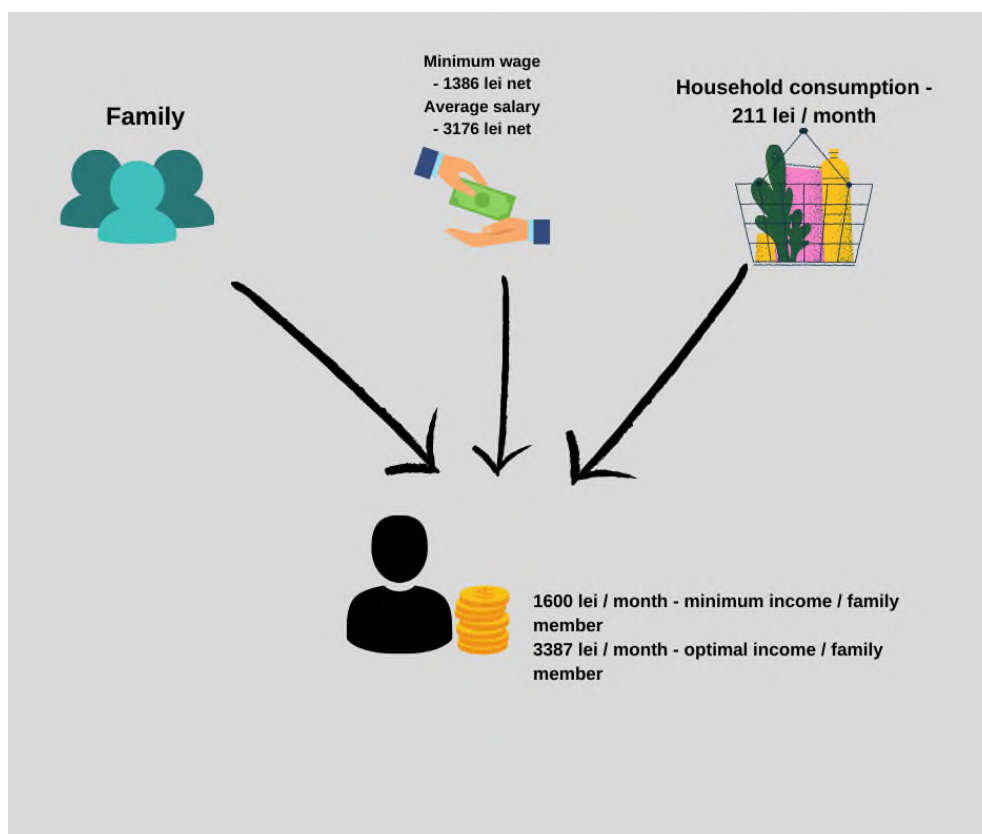 Family
Minimum wage
- 1386 lei net
Average salary
- 3176 lei net
Household consumption -
211 lei / month
1600 lei / month - minimum income / family
member
3387 lei / month - optimal income / family
member